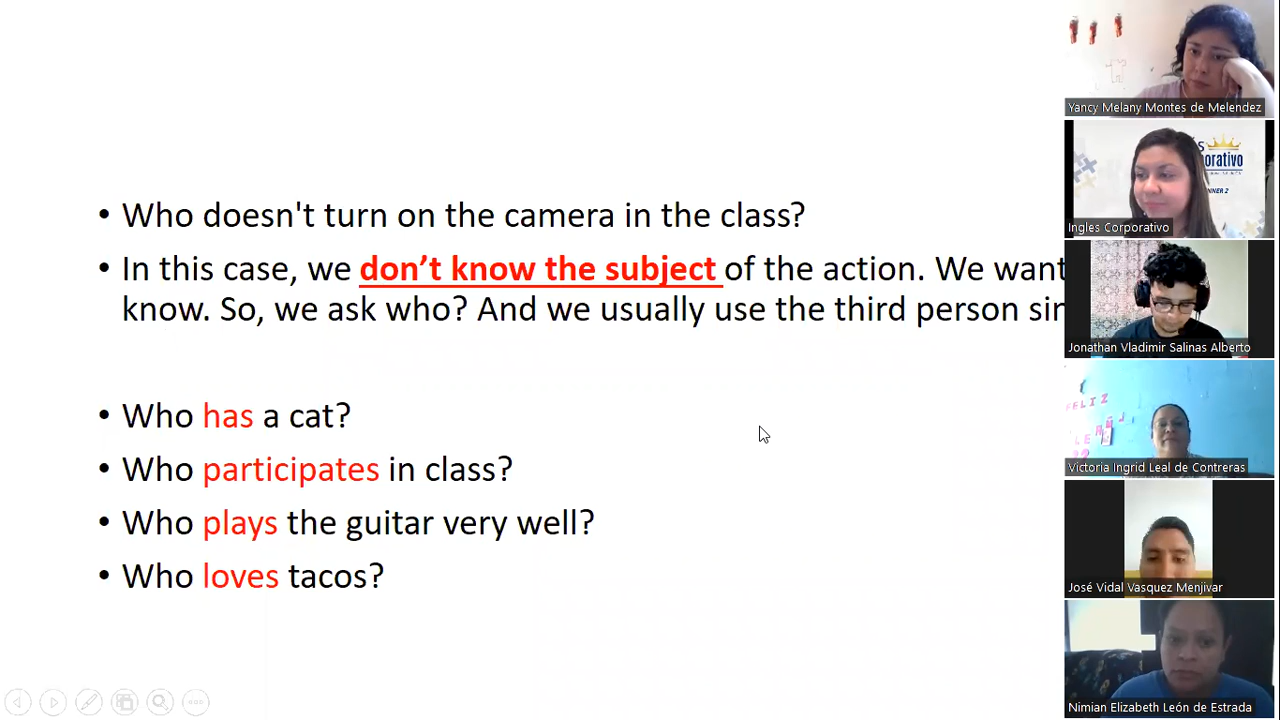 • Who doesn't turn on the camera in the class?
• In this case, we don't know the subject of the action. We want
know. So, we ask who? And we usually use the third person sin
• Who has a cat?
• Who participates in class?
• Who plays the guitar very well?
• Who loves tacos?
Yancy Melany Montes de Melendez
orativo
Ingles Corporativo
Jonathan Vladimir Salinas Alberto
FELIZ
Victoria Ingrid Leal de Contreras
José Vidal Vasquez Menjivar
Nimian Elizabeth León de Estrada